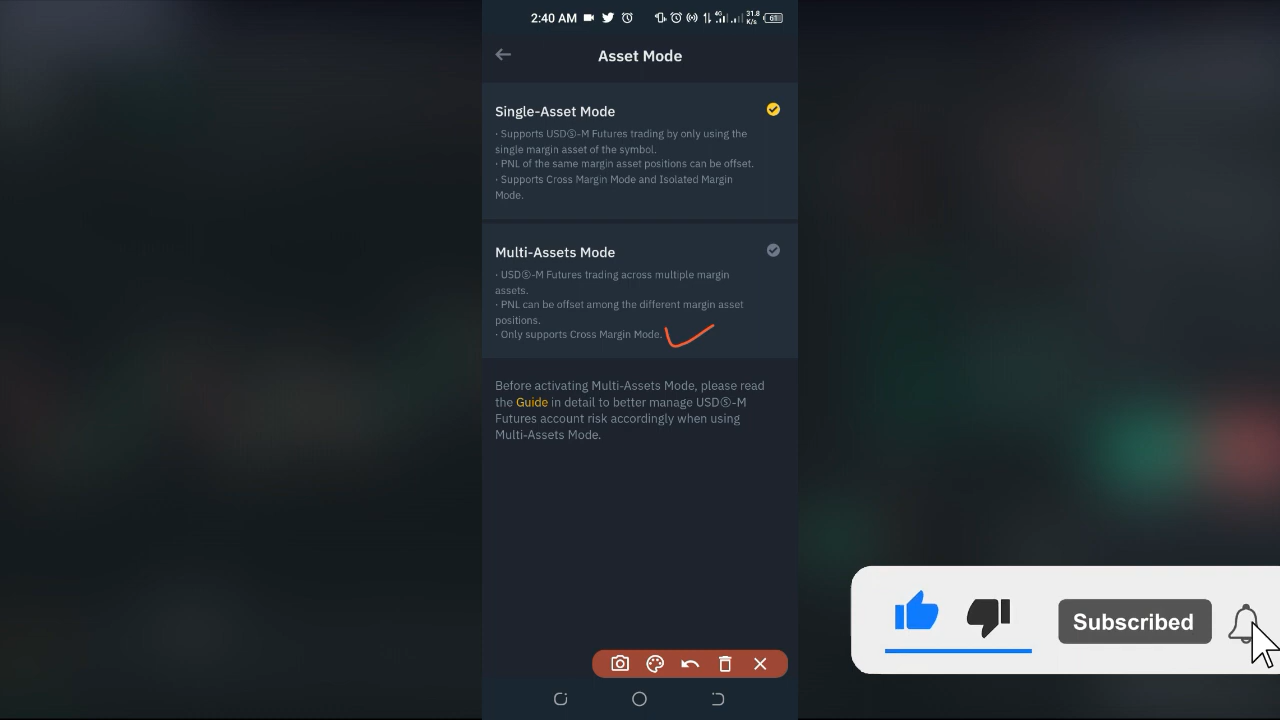 2:40 AM 4G 31.8 K/s 61
Asset Mode
Single-Asset Mode
· Supports USDⓈ-M Futures trading by only using the
single margin asset of the symbol.
· PNL of the same margin asset positions can be offset.
· Supports Cross Margin Mode and Isolated Margin
Mode.
Multi-Assets Mode
· USDⓈ-M Futures trading across multiple margin
assets.
· PNL can be offset among the different margin asset
positions.
· Only supports Cross Margin Mode.
Before activating Multi-Assets Mode, please read
the Guide in detail to better manage USDⓈ-M
Futures account risk accordingly when using
Multi-Assets Mode.
Subscribed